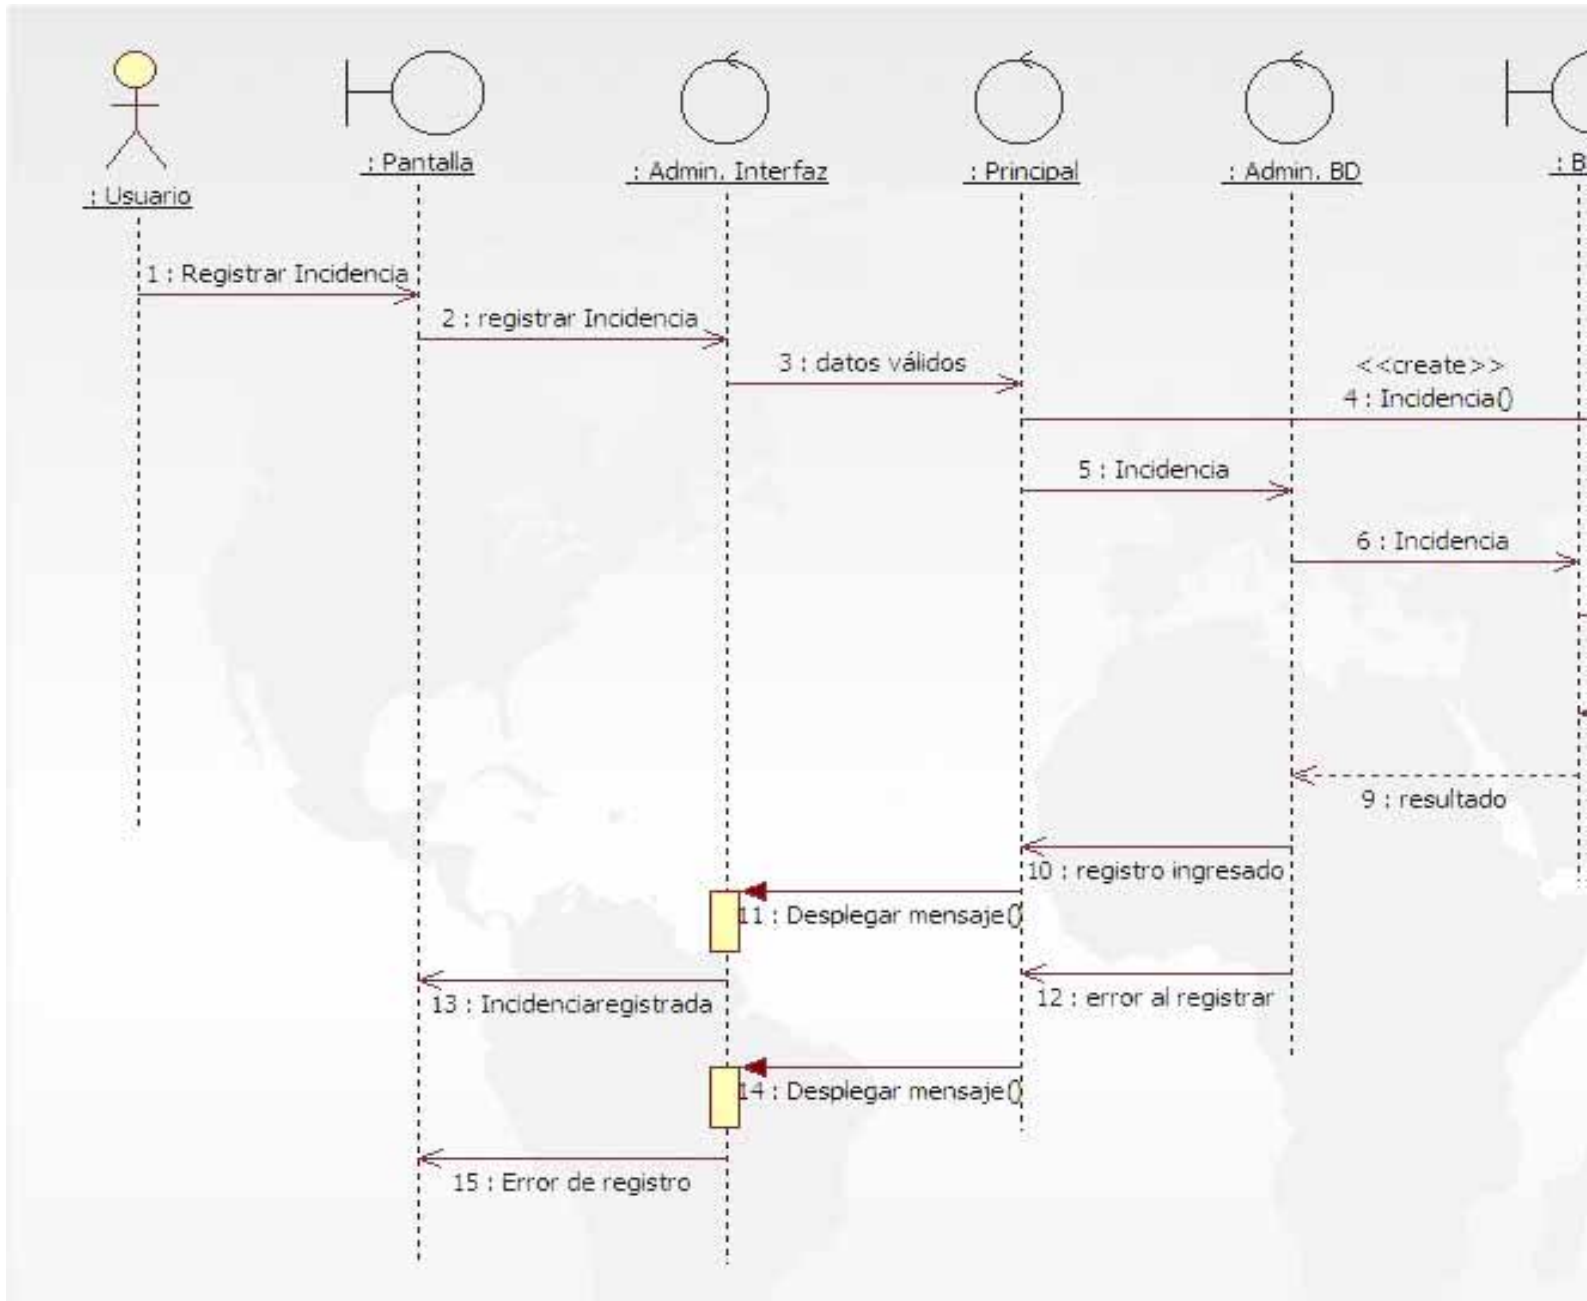 : Usuario
: Pantalla
: Admin. Interfaz
: Principal
: Admin. BD
: B
1 : Registrar Incidencia
2 : registrar Incidencia
3 : datos válidos
<<create>>
4 : Incidencia()
5 : Incidencia
6 : Incidencia
9 : resultado
10 : registro ingresado
11 : Desplegar mensaje()
12 : error al registrar
13 : Incidenciaregistrada
14 : Desplegar mensaje()
15 : Error de registro